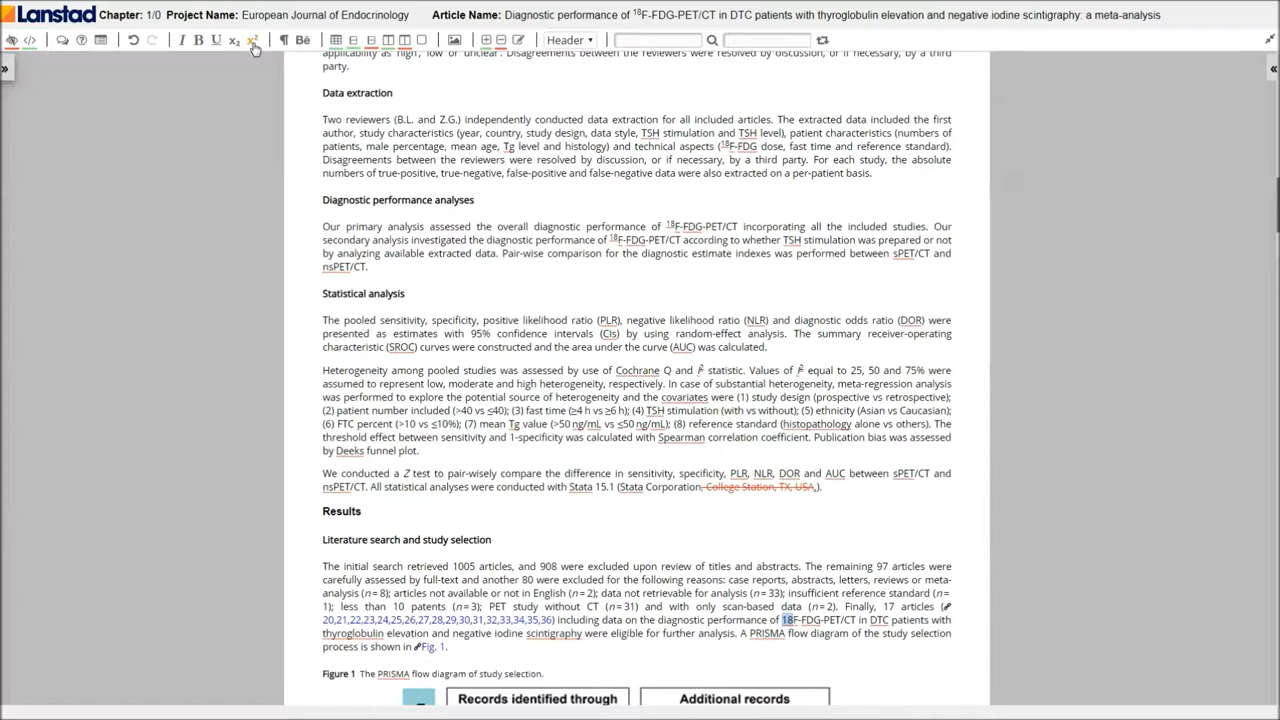 Lanstad Chapter: 1/0 Project Name: European Journal of Endocrinology Article Name: Diagnostic performance of 18F-FDG-PET/CT in DTC patients with thyroglobulin elevation and negative iodine scintigraphy: a meta-analysis
I B U x₂ x² ¶ Bē Header
applicability as 'high', 'low' or 'unclear'. Disagreements between the reviewers were resolved by discussion, or if necessary, by a third
party.
Data extraction
Two reviewers (B.L. and Z.G.) independently conducted data extraction for all included articles. The extracted data included the first
author, study characteristics (year, country, study design, data style, TSH stimulation and TSH level), patient characteristics (numbers of
patients, male percentage, mean age, Tg level and histology) and technical aspects (18F-FDG dose, fast time and reference standard).
Disagreements between the reviewers were resolved by discussion, or if necessary, by a third party. For each study, the absolute
numbers of true-positive, true-negative, false-positive and false-negative data were also extracted on a per-patient basis.
Diagnostic performance analyses
Our primary analysis assessed the overall diagnostic performance of 18F-FDG-PET/CT incorporating all the included studies. Our
secondary analysis investigated the diagnostic performance of 18F-FDG-PET/CT according to whether TSH stimulation was prepared or not
by analyzing available extracted data. Pair-wise comparison for the diagnostic estimate indexes was performed between sPET/CT and
nsPET/CT.
Statistical analysis
The pooled sensitivity, specificity, positive likelihood ratio (PLR), negative likelihood ratio (NLR) and diagnostic odds ratio (DOR) were
presented as estimates with 95% confidence intervals (CIs) by using random-effect analysis. The summary receiver-operating
characteristic (SROC) curves were constructed and the area under the curve (AUC) was calculated.
Heterogeneity among pooled studies was assessed by use of Cochrane Q and I² statistic. Values of I² equal to 25, 50 and 75% were
assumed to represent low, moderate and high heterogeneity, respectively. In case of substantial heterogeneity, meta-regression analysis
was performed to explore the potential source of heterogeneity and the covariates were (1) study design (prospective vs retrospective);
(2) patient number included (>40 vs ≤40); (3) fast time (≥4 h vs ≥6 h); (4) TSH stimulation (with vs without); (5) ethnicity (Asian vs Caucasian);
(6) FTC percent (>10 vs ≤10%); (7) mean Tg value (>50 ng/mL vs ≤50 ng/mL); (8) reference standard (histopathology alone vs others). The
threshold effect between sensitivity and 1-specificity was calculated with Spearman correlation coefficient. Publication bias was assessed
by Deeks funnel plot.
We conducted a Z test to pair-wisely compare the difference in sensitivity, specificity, PLR, NLR, DOR and AUC between sPET/CT and
nsPET/CT. All statistical analyses were conducted with Stata 15.1 (Stata Corporation, College Station, TX, USA,).
Results
Literature search and study selection
The initial search retrieved 1005 articles, and 908 were excluded upon review of titles and abstracts. The remaining 97 articles were
carefully assessed by full-text and another 80 were excluded for the following reasons: case reports, abstracts, letters, reviews or meta-
analysis (n = 8); articles not available or not in English (n = 2); data not retrievable for analysis (n = 33); insufficient reference standard (n =
1); less than 10 patents (n = 3); PET study without CT (n = 31) and with only scan-based data (n = 2). Finally, 17 articles (
20,21,22,23,24,25,26,27,28,29,30,31,32,33,34,35,36) including data on the diagnostic performance of 18F-FDG-PET/CT in DTC patients with
thyroglobulin elevation and negative iodine scintigraphy were eligible for further analysis. A PRISMA flow diagram of the study selection
process is shown in Fig. 1.
Figure 1 The PRISMA flow diagram of study selection.
Records identified through Additional records